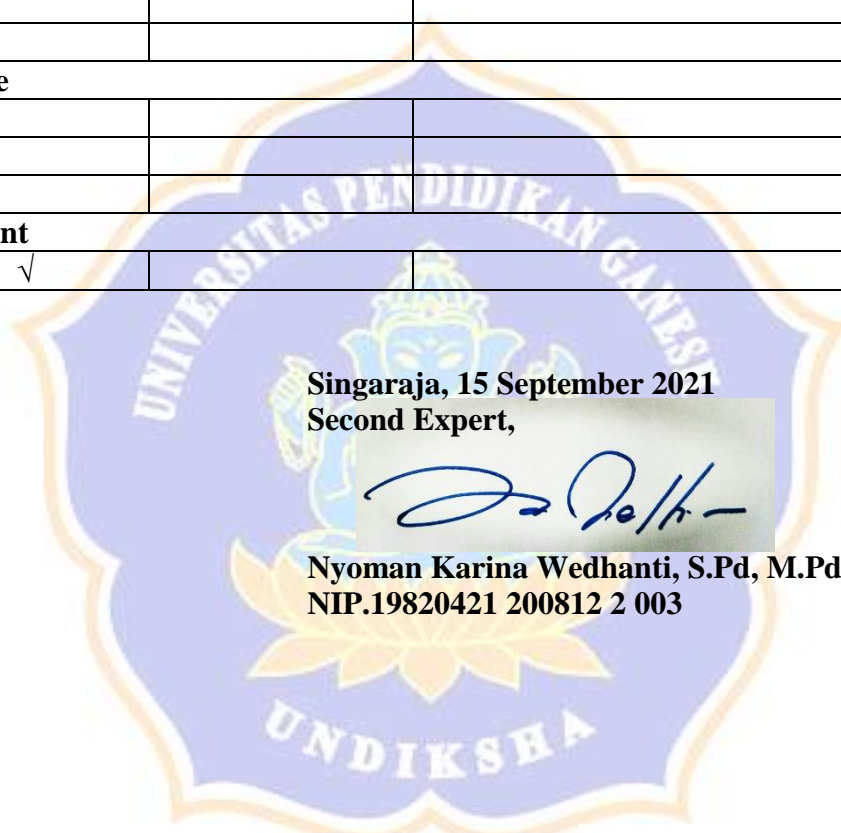 e
nt
√
UNIVERSITAS PENDIDIKAN GANESH
Singaraja, 15 September 2021
Second Expert,
Nyoman Karina Wedhanti, S.Pd, M.Pd
NIP.19820421 200812 2 003
UNDIKSHA